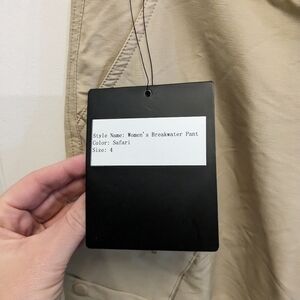 Style Name: Women's Breakwater Pant
Color: Safari
Size: 4